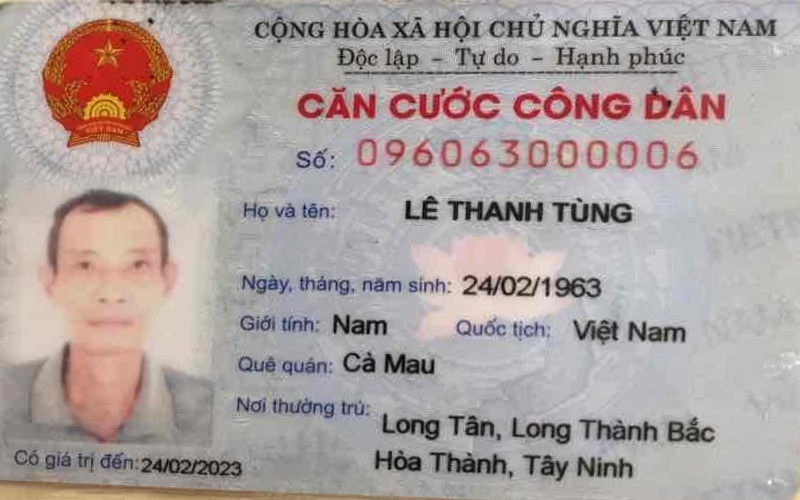 CỘNG HÒA XÃ HỘI CHỦ NGHĨA VIỆT NAM
Độc lập - Tự do - Hạnh phúc
CĂN CƯỚC CÔNG DÂN
Số: 096063000006
Họ và tên: LÊ THANH TÙNG
Ngày, tháng, năm sinh: 24/02/1963
Giới tính: Nam Quốc tịch: Việt Nam
Quê quán: Cà Mau
Nơi thường trú: Long Tân, Long Thành Bắc
Hòa Thành, Tây Ninh
Có giá trị đến: 24/02/2023
VIỆT NAM